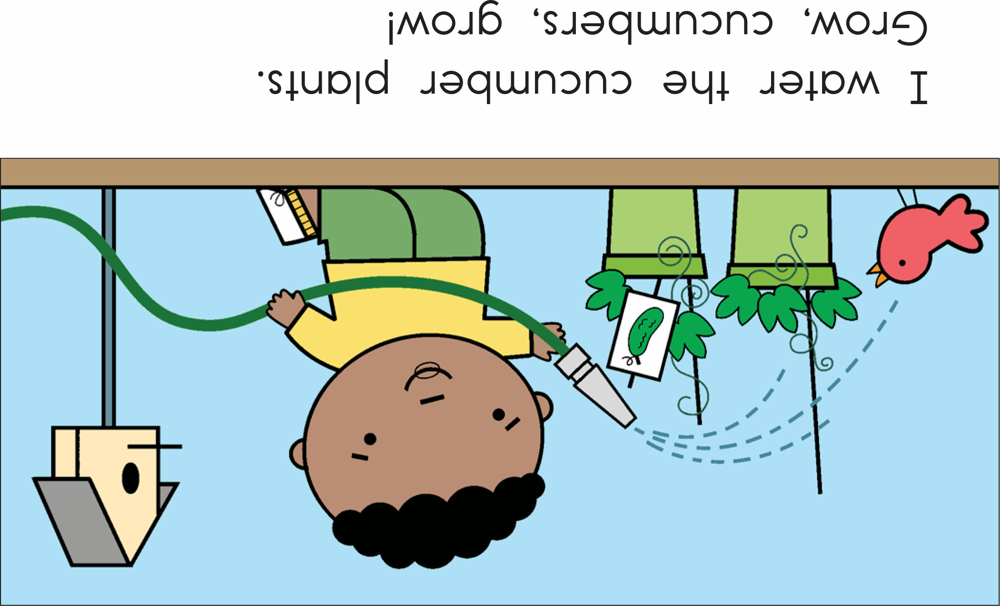 I water the cucumber plants.
Grow, cucumbers, grow!